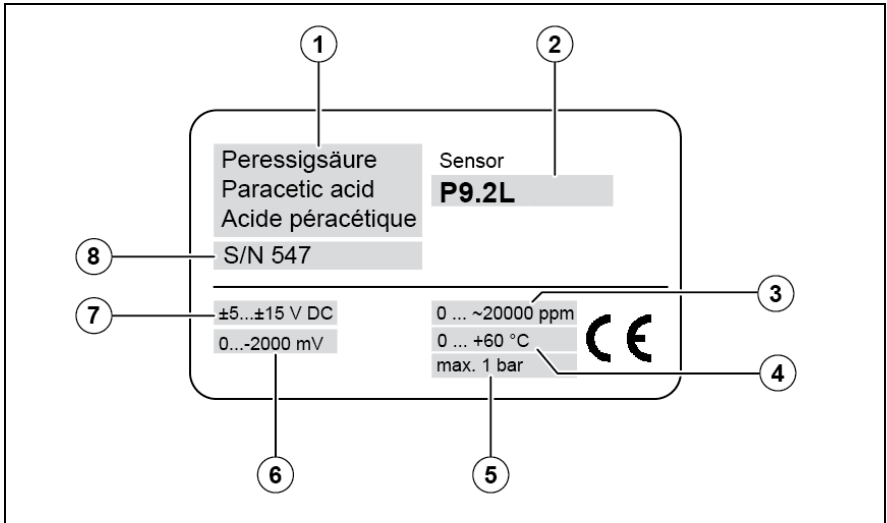 1
2
Peressigsäure
Paracetic acid
Acide péracétique
Sensor
P9.2L
8
S/N 547
7
±5...±15 V DC
0...-2000 mV
0 ... ~20000 ppm
0 ... +60 °C
max. 1 bar
CE
3
4
6
5